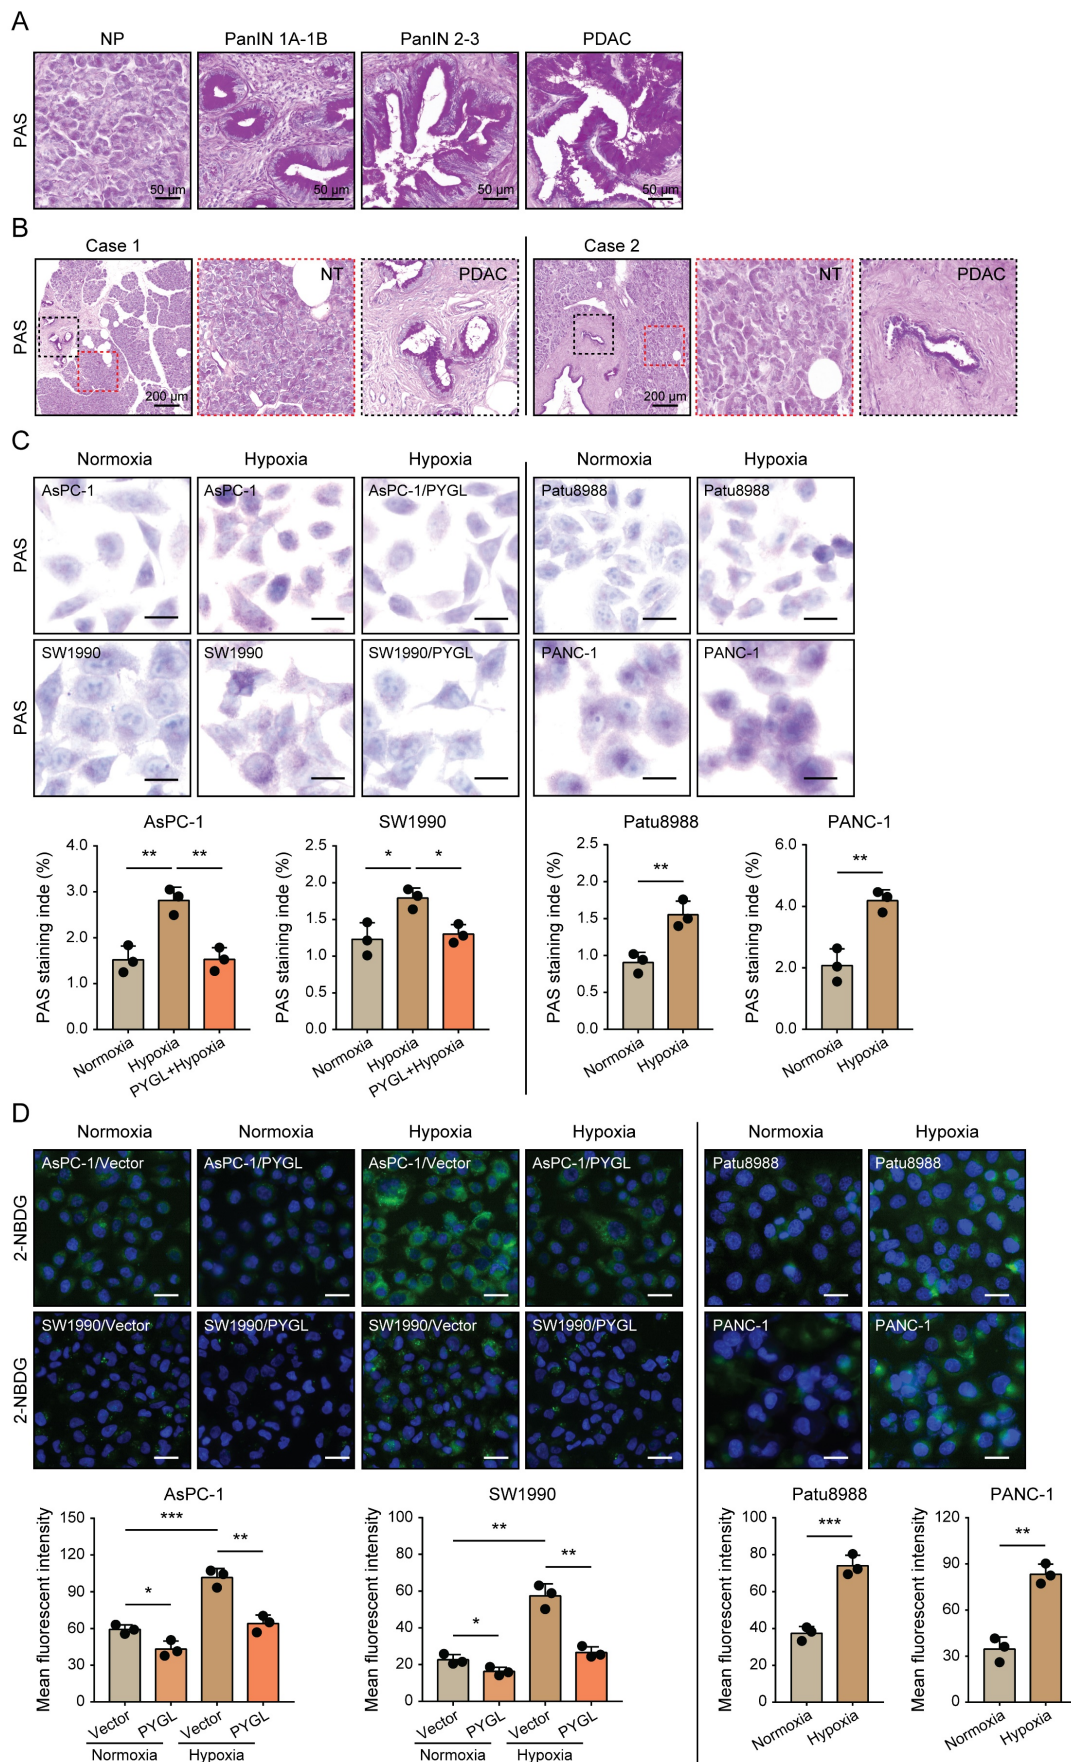 A
NP PanIN 1A-1B PanIN 2-3 PDAC
PAS
50 µm 50 µm 50 µm 50 µm
B
Case 1 Case 2
PAS
NT PDAC NT PDAC
200 µm 200 µm
C
Normoxia Hypoxia Hypoxia Normoxia Hypoxia
PAS
AsPC-1 AsPC-1 AsPC-1/PYGL Patu8988 Patu8988
PAS
SW1990 SW1990 SW1990/PYGL PANC-1 PANC-1
AsPC-1
PAS staining inde (%)
4.0
3.0
2.0
1.0
0.0
** **
Normoxia
Hypoxia
PYGL+Hypoxia
SW1990
PAS staining inde (%)
2.5
2.0
1.5
1.0
0.5
0.0
* *
Normoxia
Hypoxia
PYGL+Hypoxia
Patu8988
PAS staining inde (%)
2.5
2.0
1.5
1.0
0.5
0.0
**
Normoxia
Hypoxia
PANC-1
PAS staining inde (%)
6.0
4.0
2.0
0.0
**
Normoxia
Hypoxia
D
Normoxia Normoxia Hypoxia Hypoxia Normoxia Hypoxia
2-NBDG
AsPC-1/Vector AsPC-1/PYGL AsPC-1/Vector AsPC-1/PYGL Patu8988 Patu8988
2-NBDG
SW1990/Vector SW1990/PYGL SW1990/Vector SW1990/PYGL PANC-1 PANC-1
AsPC-1
Mean fluorescent intensity
150
120
90
60
30
0
***
**
*
Vector PYGL Vector PYGL
Normoxia Hypoxia
SW1990
Mean fluorescent intensity
100
80
60
40
20
0
**
**
*
Vector PYGL Vector PYGL
Normoxia Hypoxia
Patu8988
Mean fluorescent intensity
100
80
60
40
20
0
***
Normoxia
Hypoxia
PANC-1
Mean fluorescent intensity
120
90
60
30
0
**
Normoxia
Hypoxia